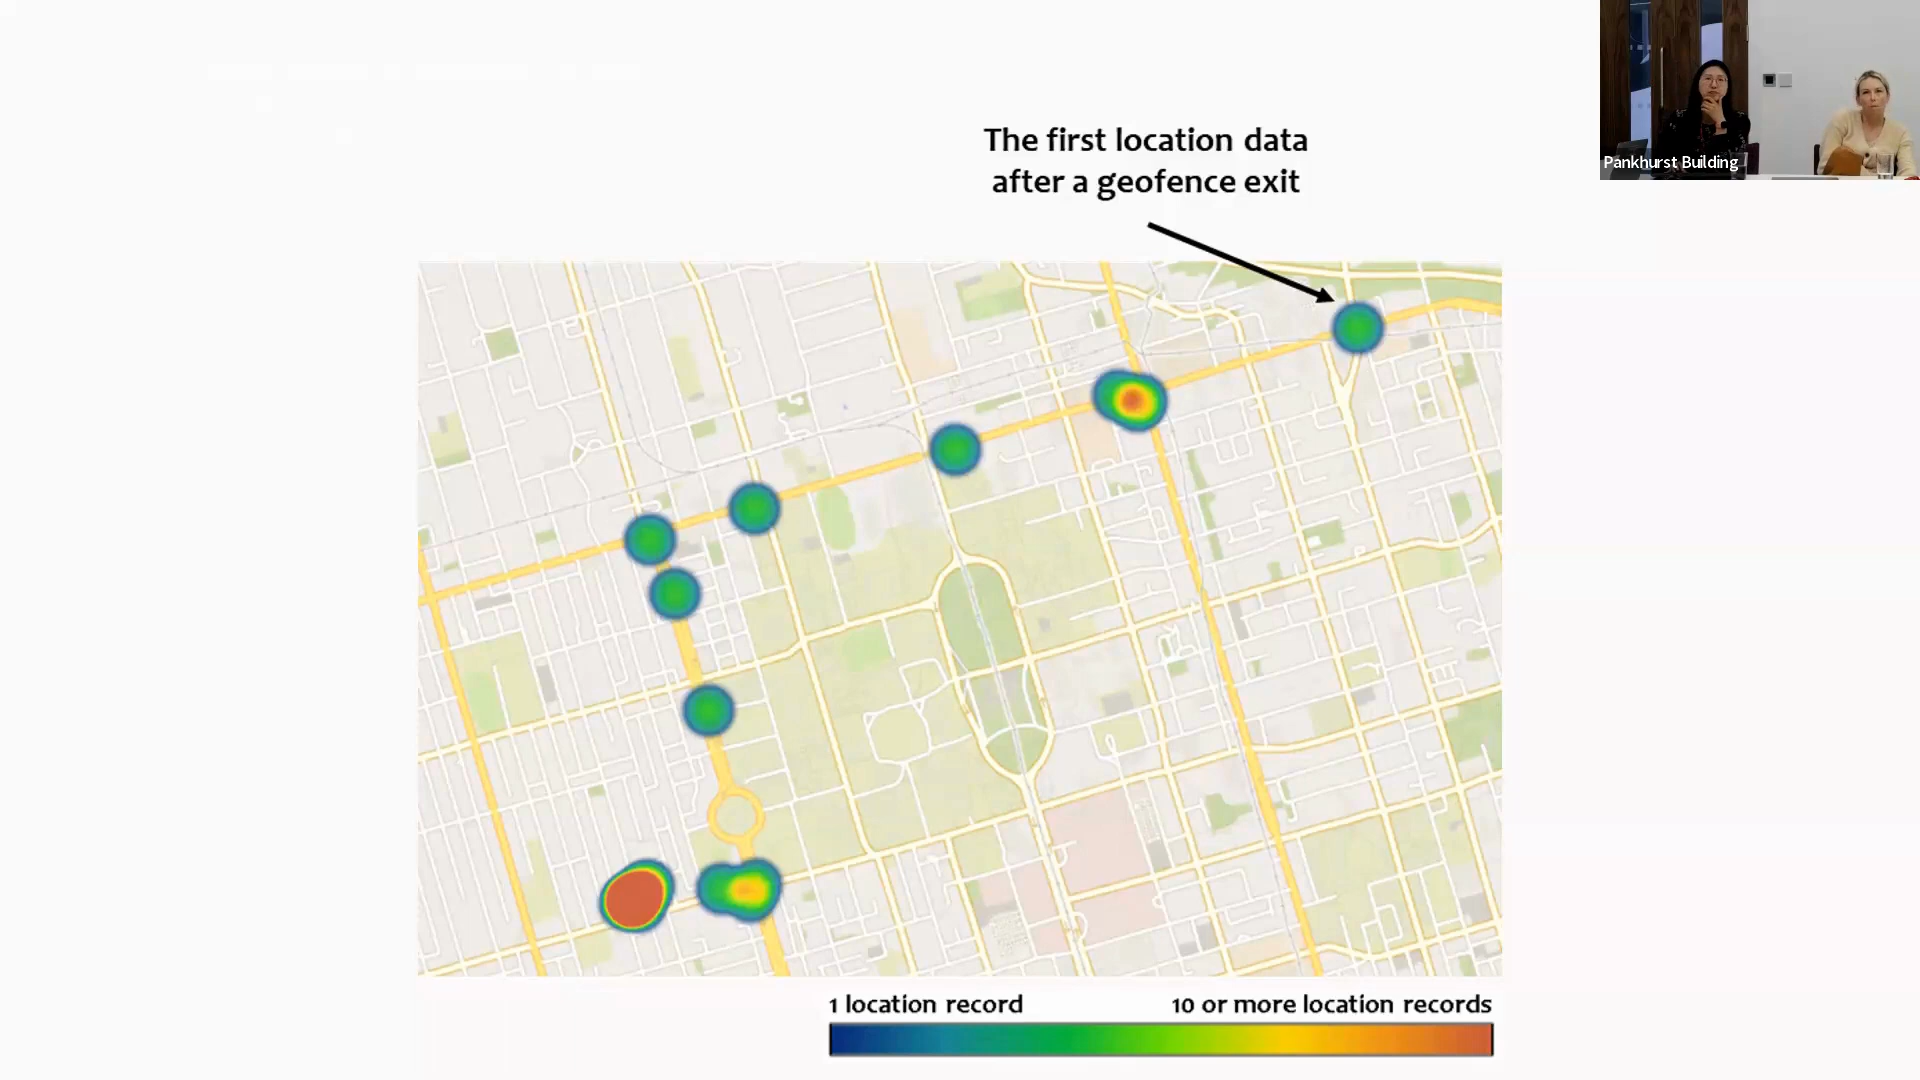 The first location data
after a geofence exit
Pankhurst Building
1 location record
10 or more location records